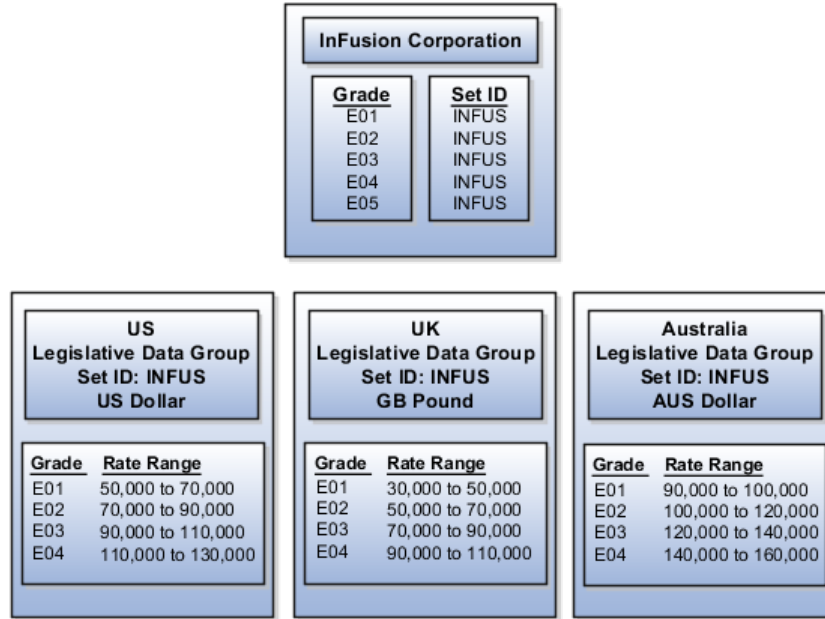 InFusion Corporation
Grade
E01
E02
E03
E04
E05
Set ID
INFUS
INFUS
INFUS
INFUS
INFUS
US
Legislative Data Group
Set ID: INFUS
US Dollar
Grade Rate Range
E01 50,000 to 70,000
E02 70,000 to 90,000
E03 90,000 to 110,000
E04 110,000 to 130,000
UK
Legislative Data Group
Set ID: INFUS
GB Pound
Grade Rate Range
E01 30,000 to 50,000
E02 50,000 to 70,000
E03 70,000 to 90,000
E04 90,000 to 110,000
Australia
Legislative Data Group
Set ID: INFUS
AUS Dollar
Grade Rate Range
E01 90,000 to 100,000
E02 100,000 to 120,000
E03 120,000 to 140,000
E04 140,000 to 160,000